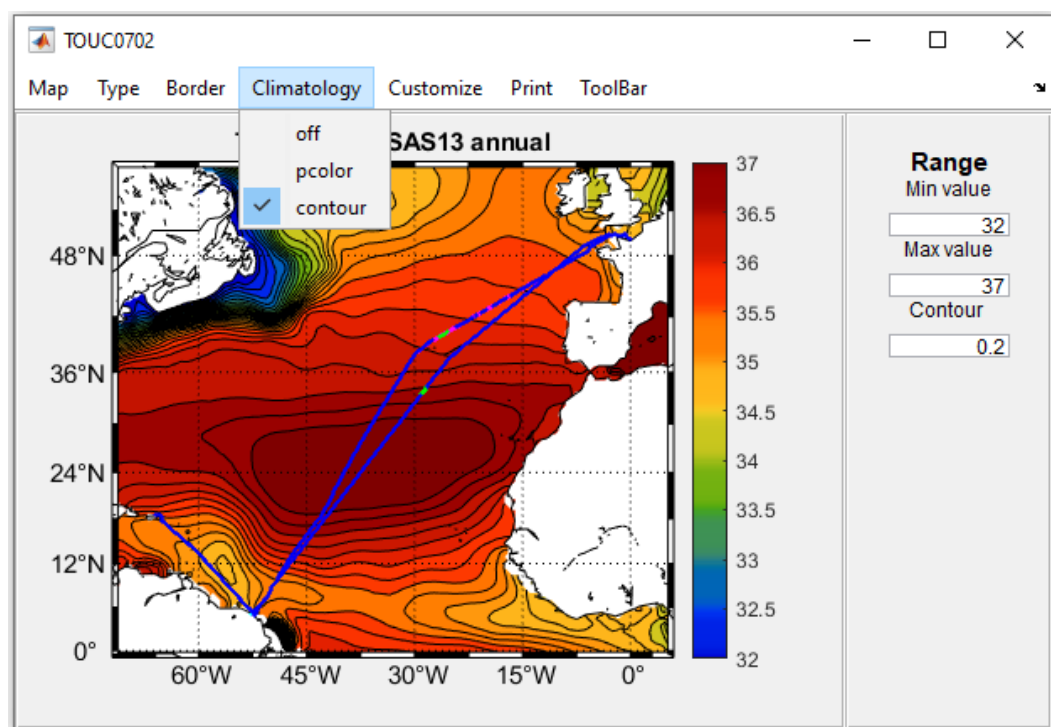 TOUC0702
Map Type Border Climatology Customize Print ToolBar
off
pcolor
contour
SAS13 annual
48°N
36°N
24°N
12°N
0°
60°W 45°W 30°W 15°W 0°
37
36.5
36
35.5
35
34.5
34
33.5
33
32.5
32
Range
Min value
32
Max value
37
Contour
0.2